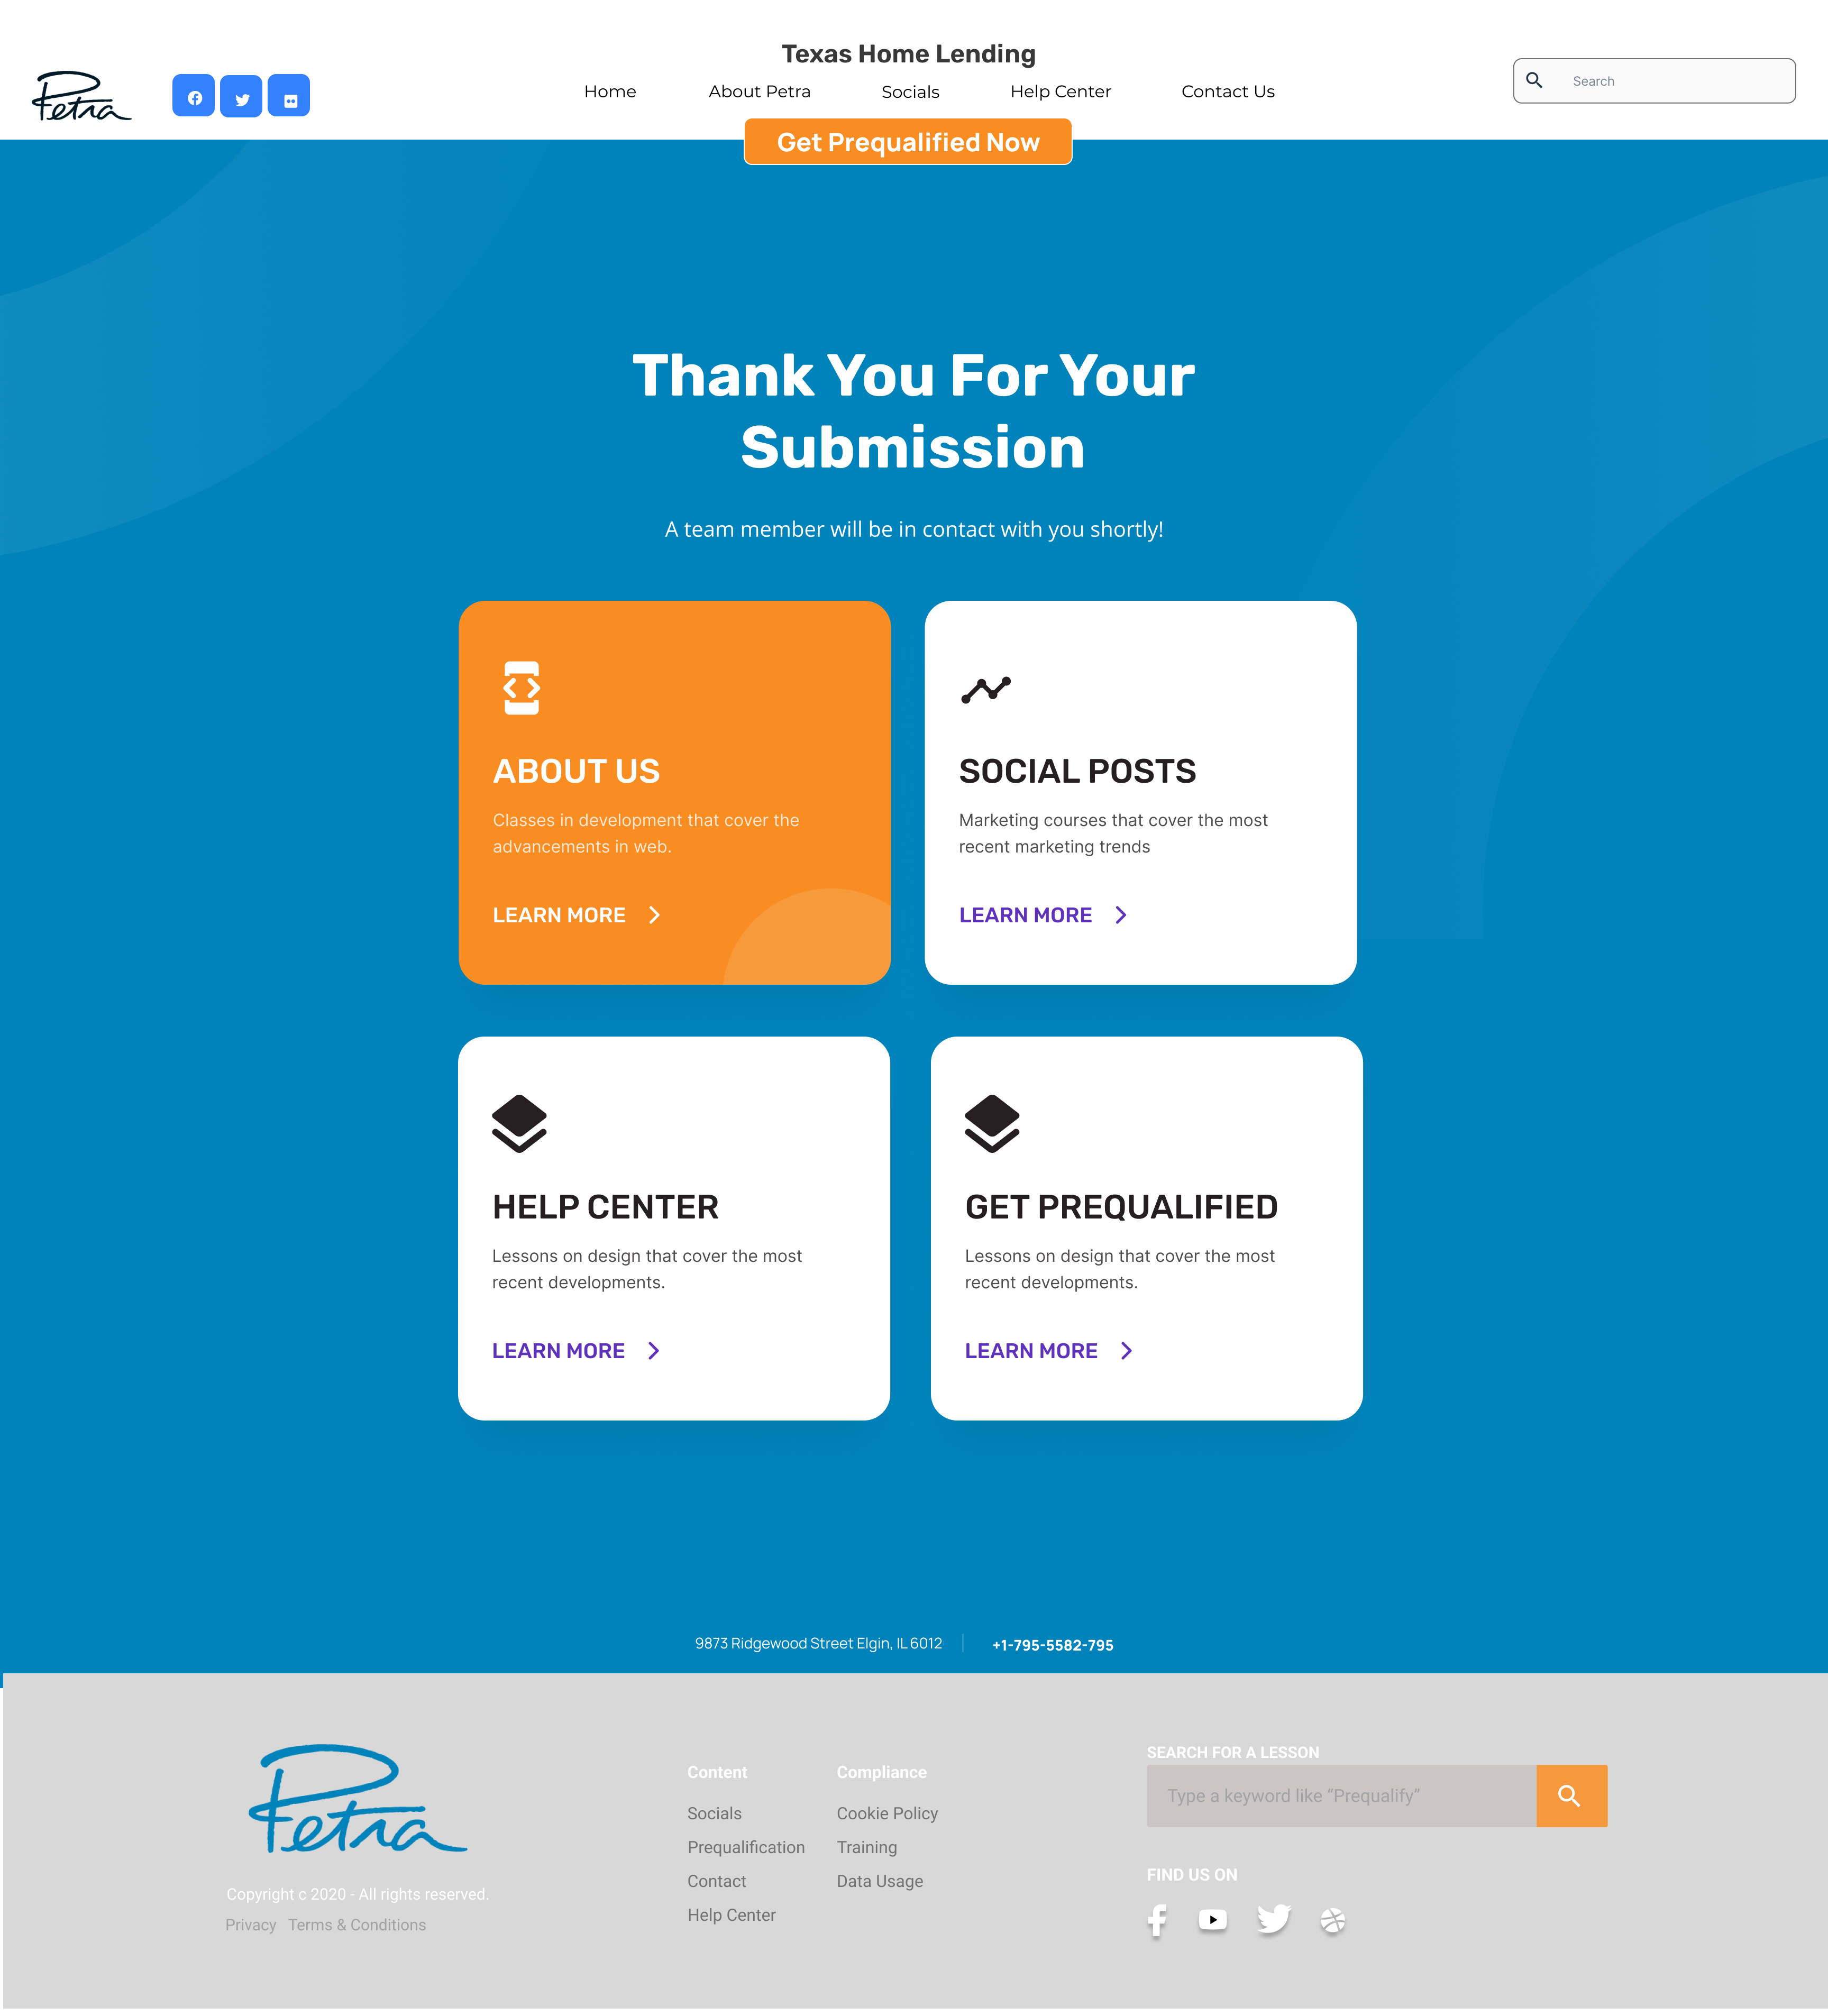 Texas Home Lending
Petra
Home About Petra Socials Help Center Contact Us
Search
Get Prequalified Now
Thank You For Your
Submission
A team member will be in contact with you shortly!
ABOUT US
Classes in development that cover the
advancements in web.
LEARN MORE
SOCIAL POSTS
Marketing courses that cover the most
recent marketing trends
LEARN MORE
HELP CENTER
Lessons on design that cover the most
recent developments.
LEARN MORE
GET PREQUALIFIED
Lessons on design that cover the most
recent developments.
LEARN MORE
9873 Ridgewood Street Elgin, IL 6012
+1-795-5582-795
Petra
Copyright c 2020 - All rights reserved.
Privacy Terms & Conditions
Content
Socials
Prequalification
Contact
Help Center
Compliance
Cookie Policy
Training
Data Usage
SEARCH FOR A LESSON
Type a keyword like “Prequalify”
FIND US ON